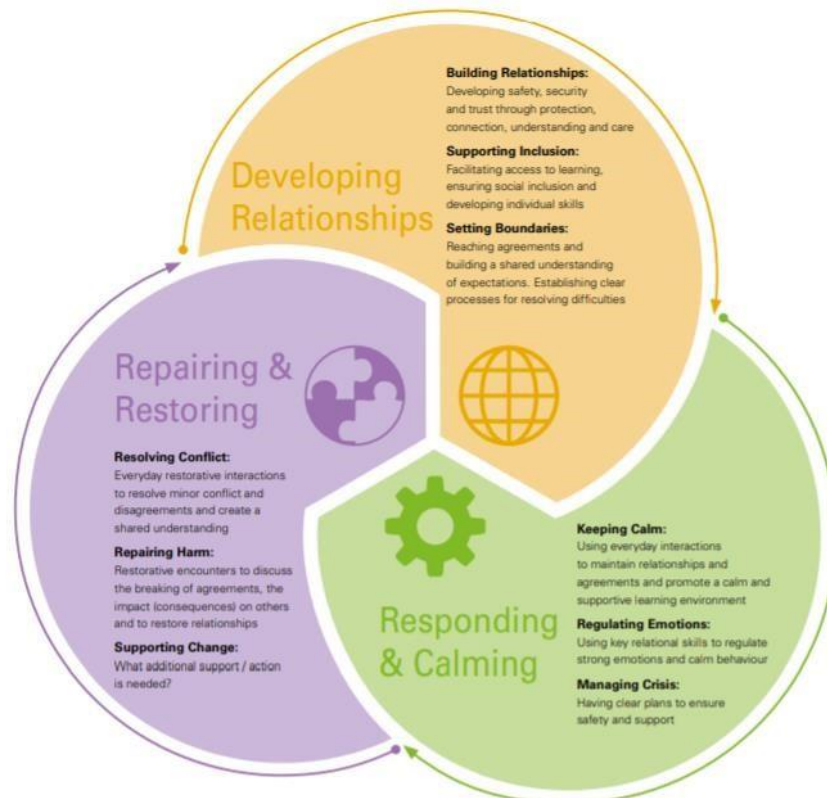 Developing
Relationships
Building Relationships:
Developing safety, security
and trust through protection,
connection, understanding and care
Supporting Inclusion:
Facilitating access to learning,
ensuring social inclusion and
developing individual skills
Setting Boundaries:
Reaching agreements and
building a shared understanding
of expectations. Establishing clear
processes for resolving difficulties
Responding
& Calming
Keeping Calm:
Using everyday interactions
to maintain relationships and
agreements and promote a calm and
supportive learning environment
Regulating Emotions:
Using key relational skills to regulate
strong emotions and calm behaviour
Managing Crisis:
Having clear plans to ensure
safety and support
Repairing &
Restoring
Resolving Conflict:
Everyday restorative interactions
to resolve minor conflict and
disagreements and create a
shared understanding
Repairing Harm:
Restorative encounters to discuss
the breaking of agreements, the
impact (consequences) on others
and to restore relationships
Supporting Change:
What additional support / action
is needed?